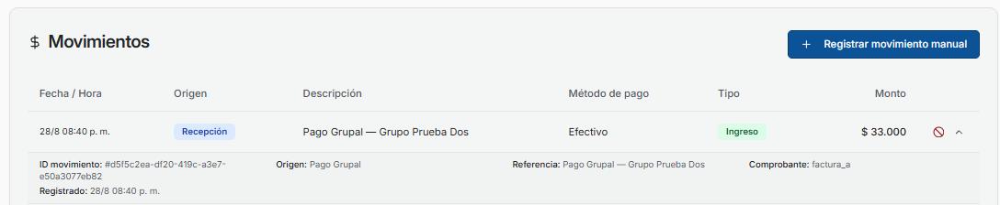 Movimientos
Registrar movimiento manual
Fecha / Hora Origen Descripción Método de pago Tipo Monto
28/8 08:40 p. m. Recepción Pago Grupal — Grupo Prueba Dos Efectivo Ingreso $ 33.000
ID movimiento: #d5f5c2ea-df20-419c-a3e7-
e50a3077eb82
Origen: Pago Grupal
Referencia: Pago Grupal — Grupo Prueba Dos
Comprobante: factura_a
Registrado: 28/8 08:40 p. m.